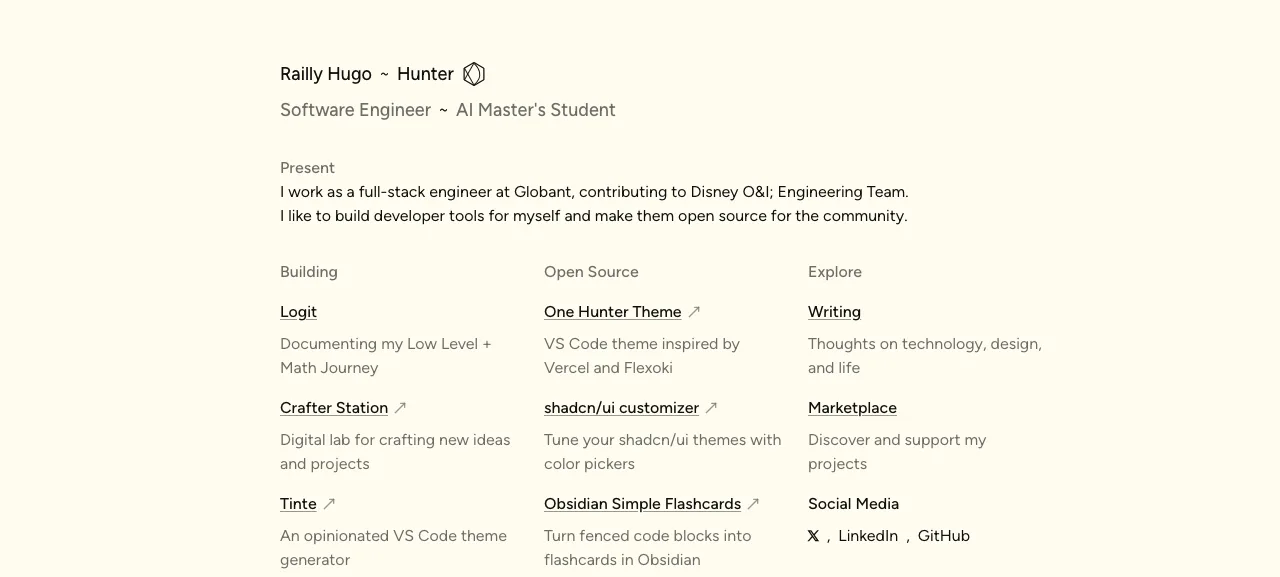 Railly Hugo ~ Hunter
Software Engineer ~ AI Master's Student
Present
I work as a full-stack engineer at Globant, contributing to Disney O&I; Engineering Team.
I like to build developer tools for myself and make them open source for the community.
Building
Logit
Documenting my Low Level +
Math Journey
Crafter Station ↗
Digital lab for crafting new ideas
and projects
Tinte ↗
An opinionated VS Code theme
generator
Open Source
One Hunter Theme ↗
VS Code theme inspired by
Vercel and Flexoki
shadcn/ui customizer ↗
Tune your shadcn/ui themes with
color pickers
Obsidian Simple Flashcards ↗
Turn fenced code blocks into
flashcards in Obsidian
Explore
Writing
Thoughts on technology, design,
and life
Marketplace
Discover and support my
projects
Social Media
𝕏 , LinkedIn , GitHub